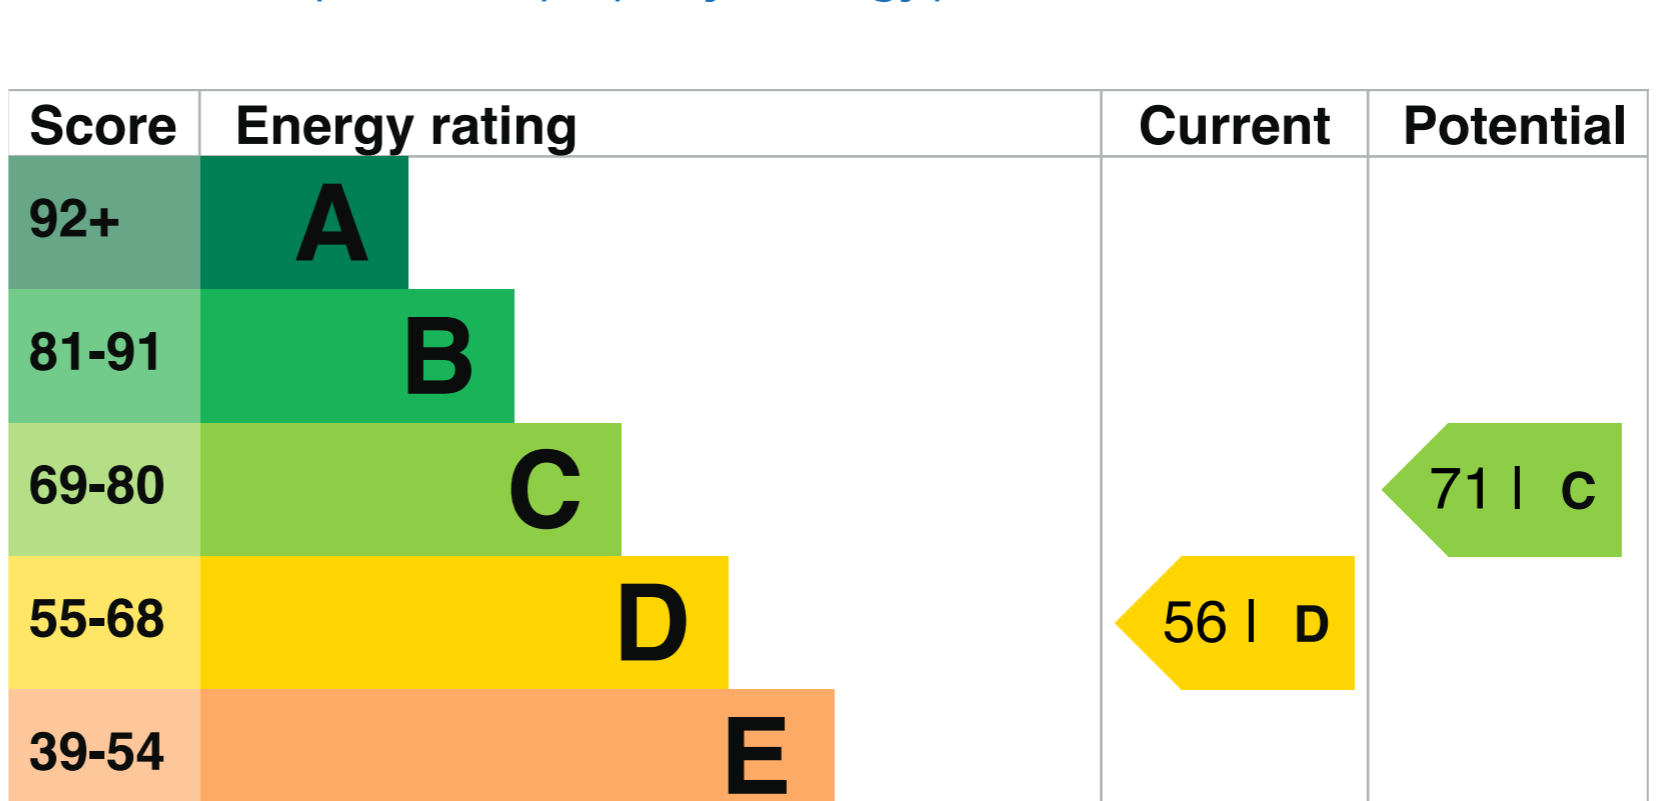 Score Energy rating Current Potential
92+ A
81-91 B
69-80 C 71 | C
55-68 D 56 | D
39-54 E